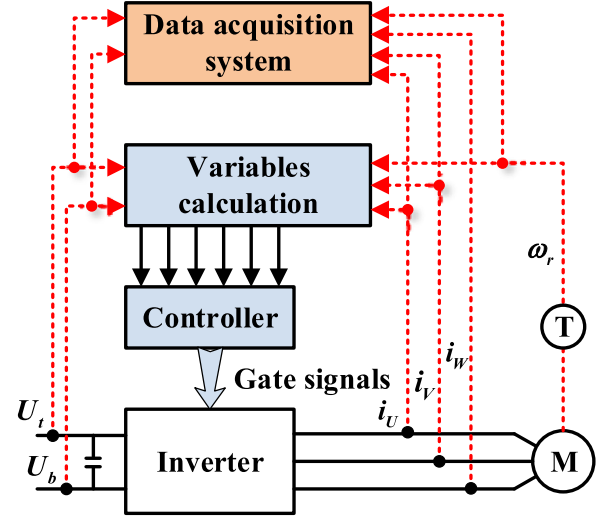 Data acquisition
system
Variables
calculation
ω_r
Controller
T
Gate signals
i_W
i_V
i_U
U_t
U_b
Inverter
M